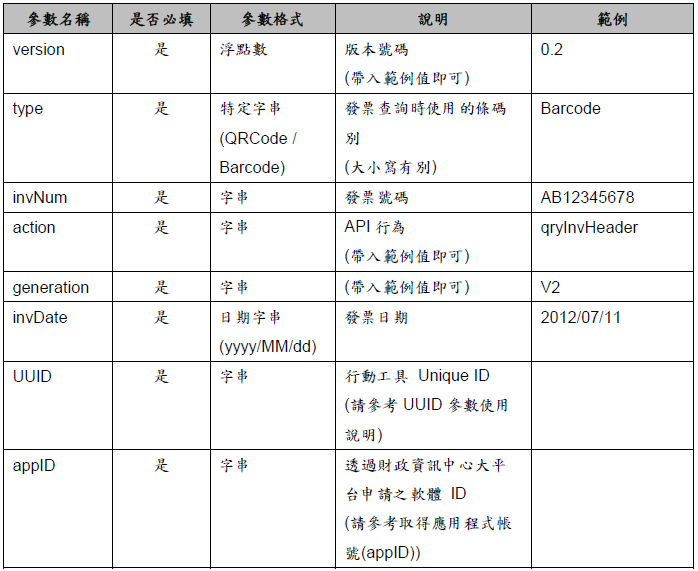 參數名稱 是否必填 參數格式 說明 範例
version 是 浮點數 版本號碼 0.2
(帶入範例值即可)
type 是 特定字串 發票查詢時使用的條碼 Barcode
(QRCode / 別
Barcode) (大小寫有別)
invNum 是 字串 發票號碼 AB12345678
action 是 字串 API 行為 qryInvHeader
(帶入範例值即可)
generation 是 字串 (帶入範例值即可) V2
invDate 是 日期字串 發票日期 2012/07/11
(yyyy/MM/dd)
UUID 是 字串 行動工具 Unique ID
(請參考 UUID 參數使用
說明)
appID 是 字串 透過財政資訊中心大平
台申請之軟體 ID
(請參考取得應用程式帳
號(appID))